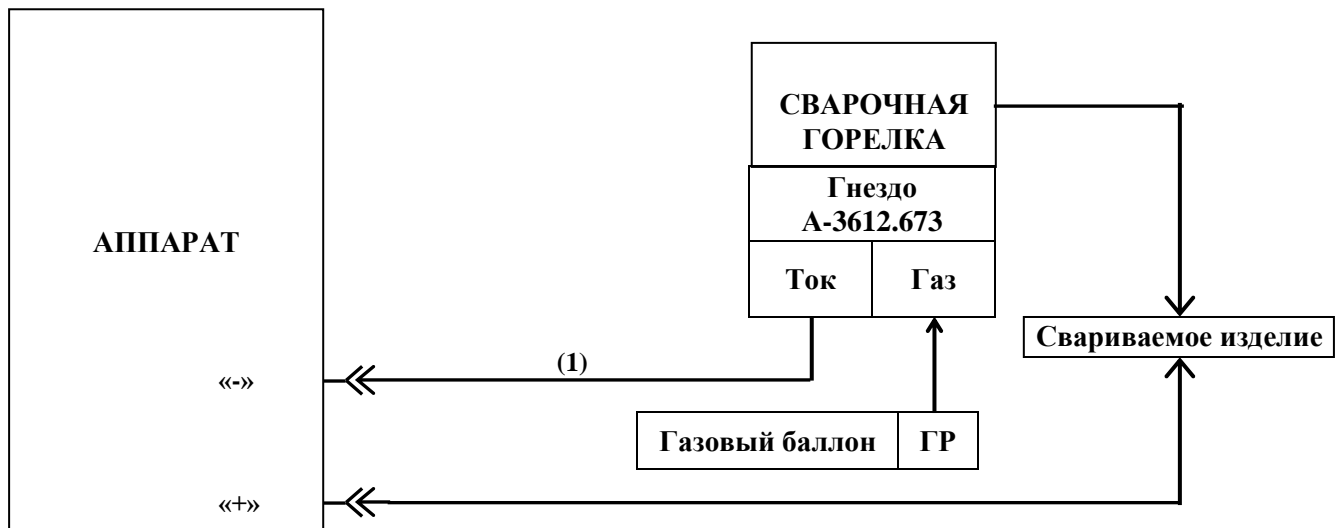 СВАРОЧНАЯ
ГОРЕЛКА
Гнездо
А-3612.673
АППАРАТ
Ток
Газ
Свариваемое изделие
(1)
«-»
Газовый баллон
ГР
«+»